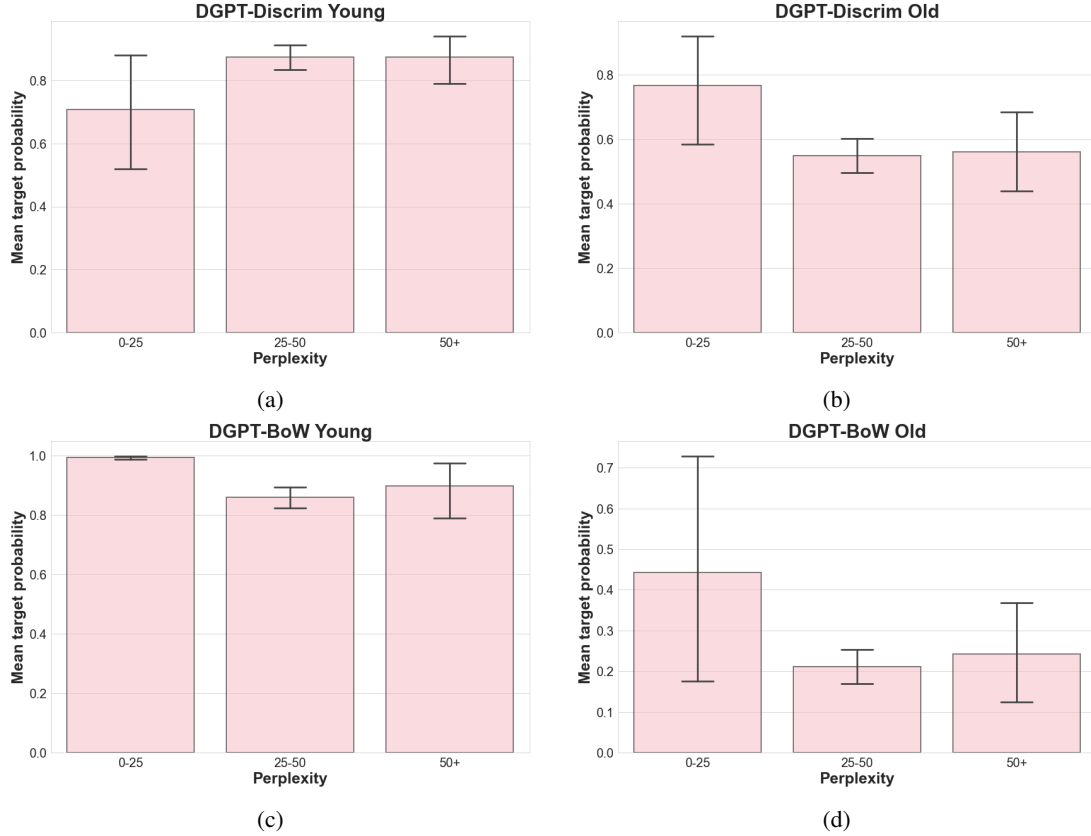 DGPT-Discrim Young
Mean target probability
0.8
0.6
0.4
0.2
0.0
0-25 25-50 50+
Perplexity
(a)
DGPT-Discrim Old
Mean target probability
0.8
0.6
0.4
0.2
0.0
0-25 25-50 50+
Perplexity
(b)
DGPT-BoW Young
Mean target probability
1.0
0.8
0.6
0.4
0.2
0.0
0-25 25-50 50+
Perplexity
(c)
DGPT-BoW Old
Mean target probability
0.7
0.6
0.5
0.4
0.3
0.2
0.1
0.0
0-25 25-50 50+
Perplexity
(d)